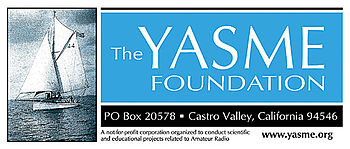 The YASME
FOUNDATION
PO Box 20578 • Castro Valley, California 94546
A not-for-profit corporation organized to conduct scientific
and educational projects related to Amateur Radio
www.yasme.org